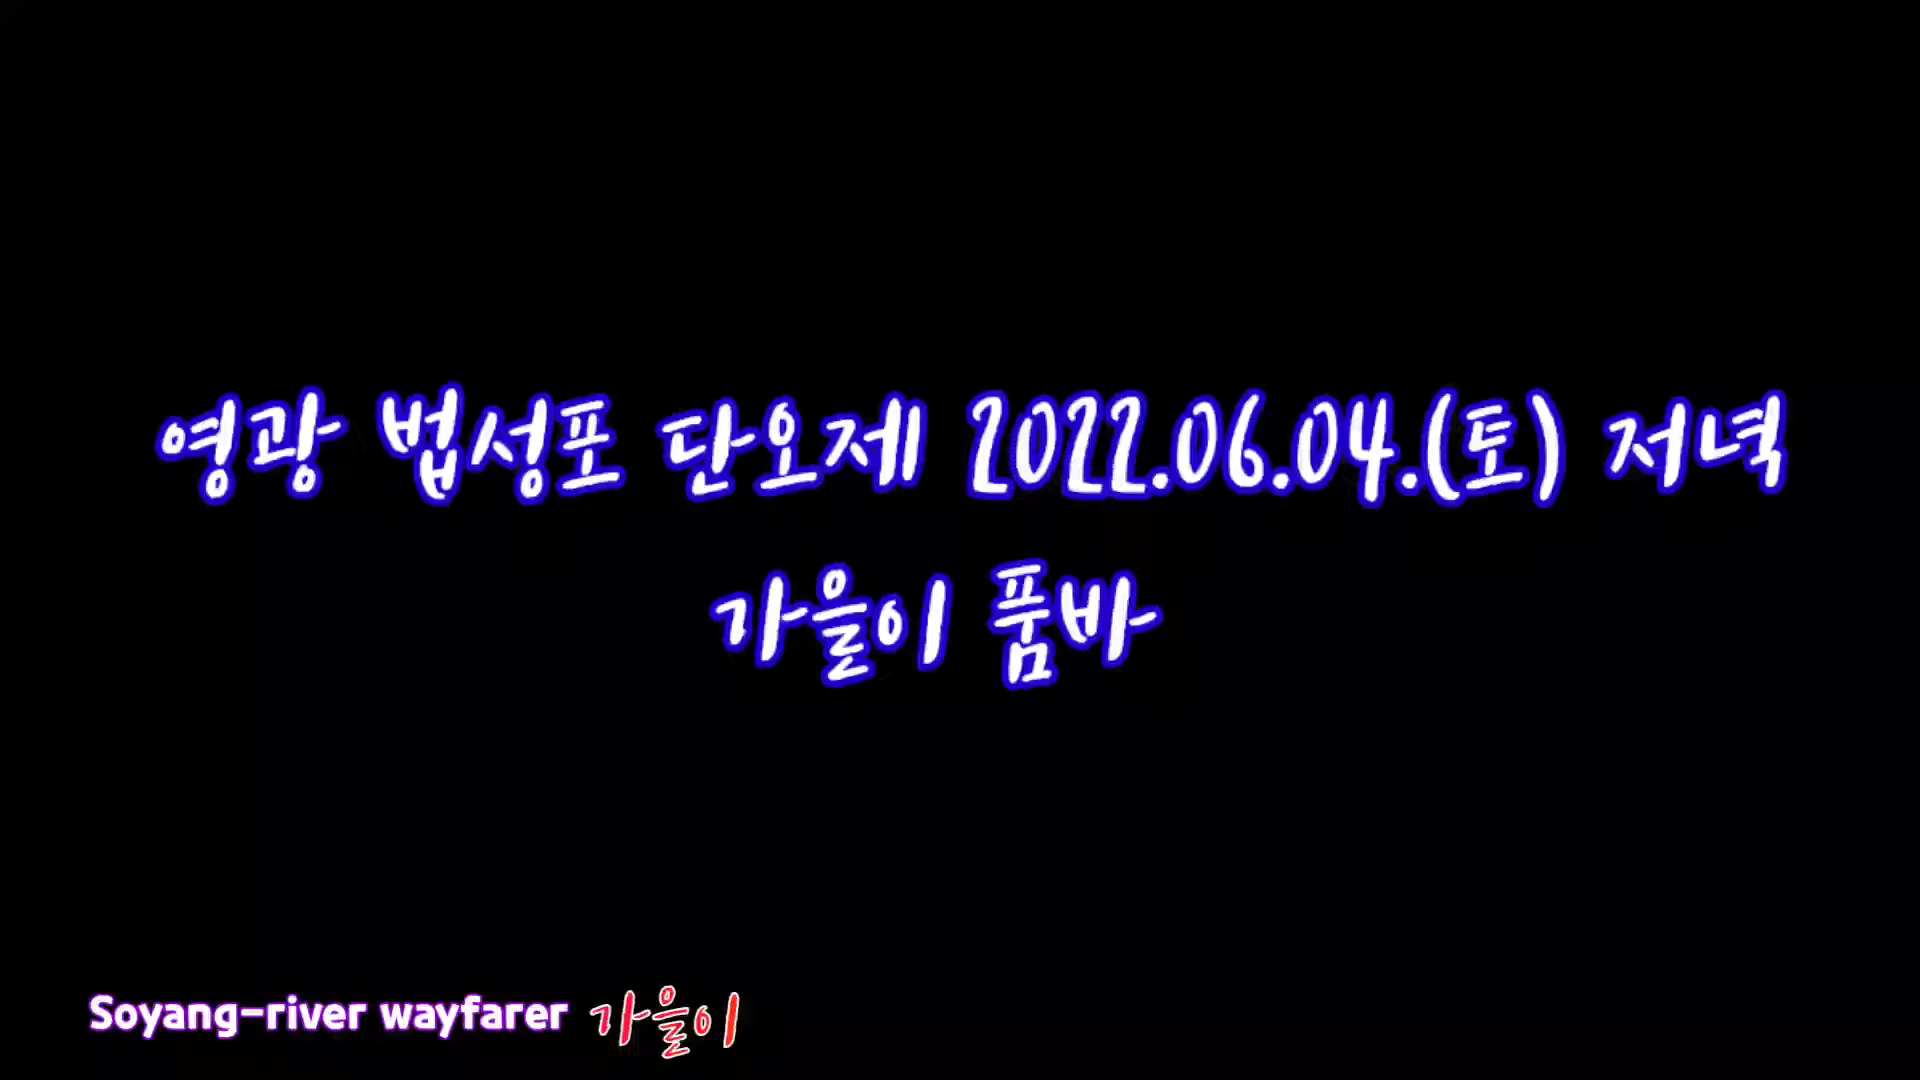 영광 법성포 단오제 2022.06.04.(토) 저녁
가을이 품바
Soyang-river wayfarer 가을이